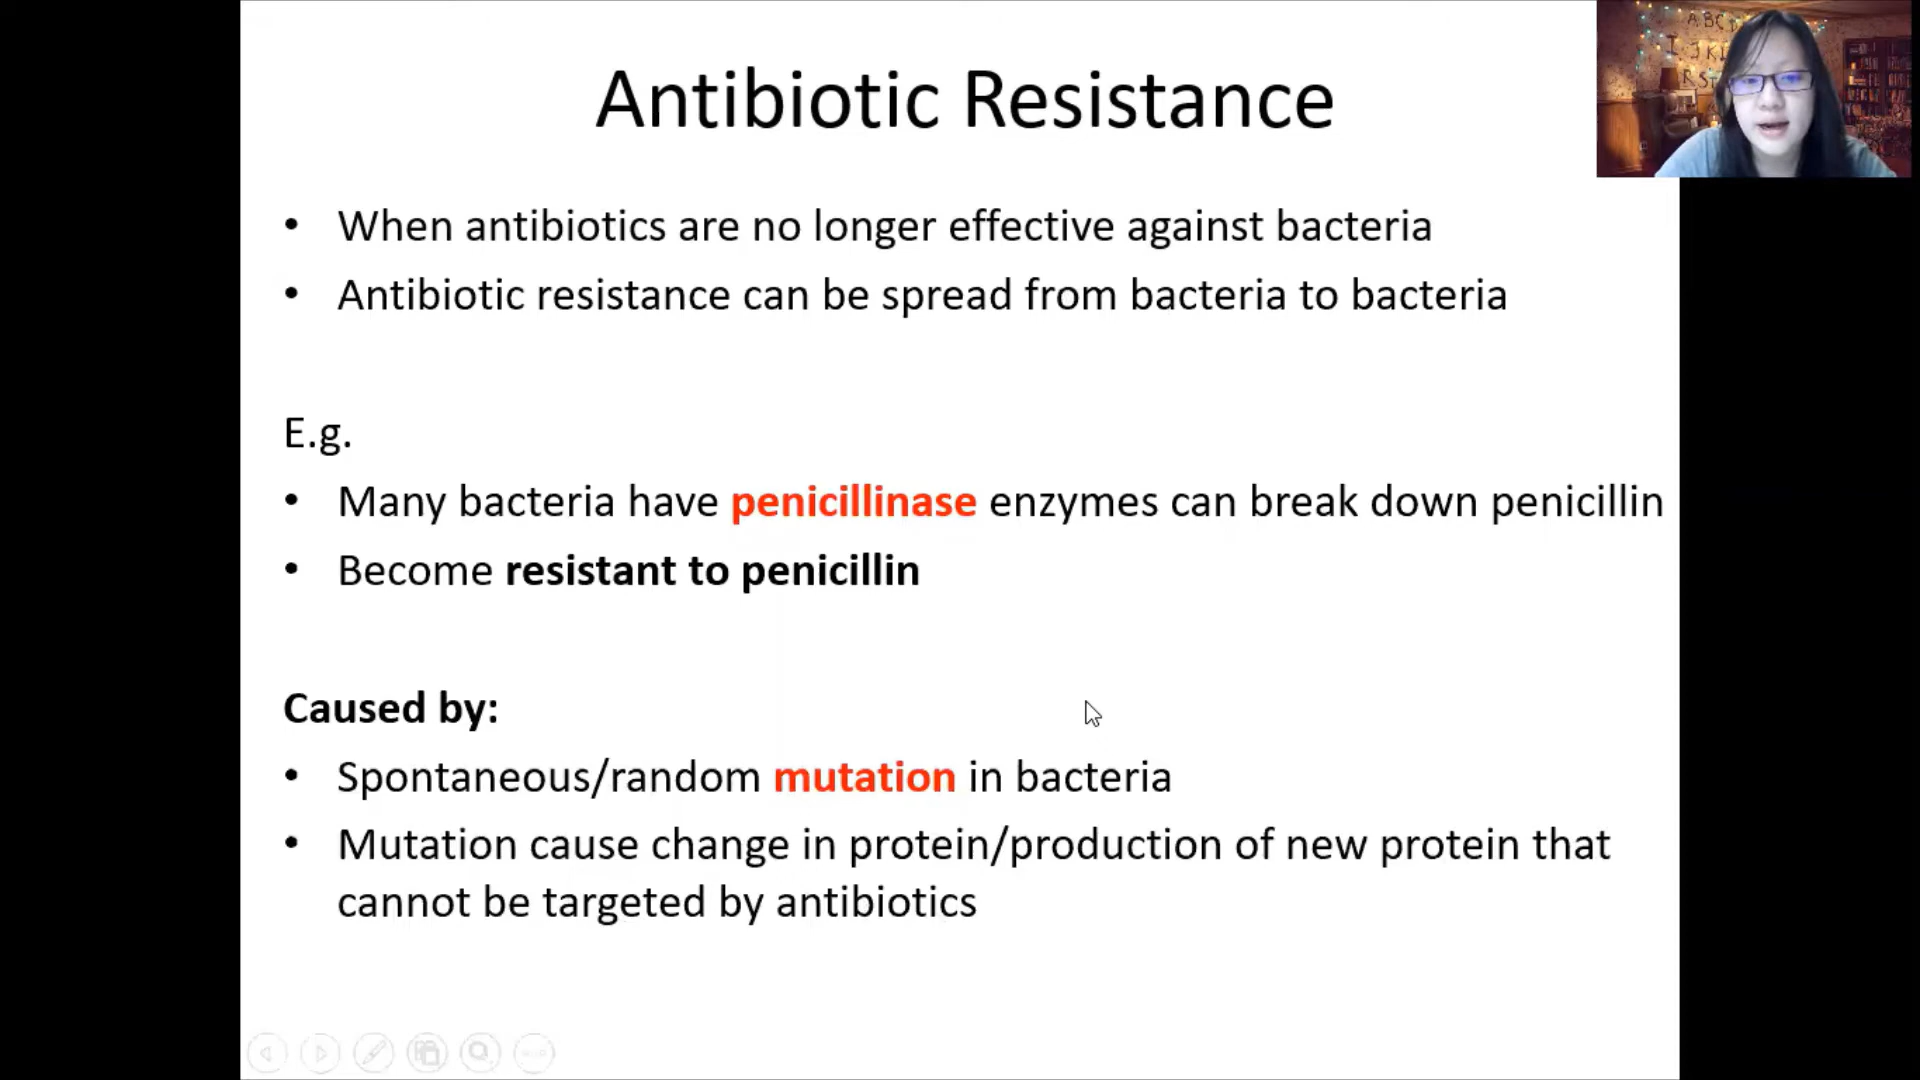 Antibiotic Resistance
• When antibiotics are no longer effective against bacteria
• Antibiotic resistance can be spread from bacteria to bacteria
E.g.
• Many bacteria have penicillinase enzymes can break down penicillin
• Become resistant to penicillin
Caused by:
• Spontaneous/random mutation in bacteria
• Mutation cause change in protein/production of new protein that
cannot be targeted by antibiotics